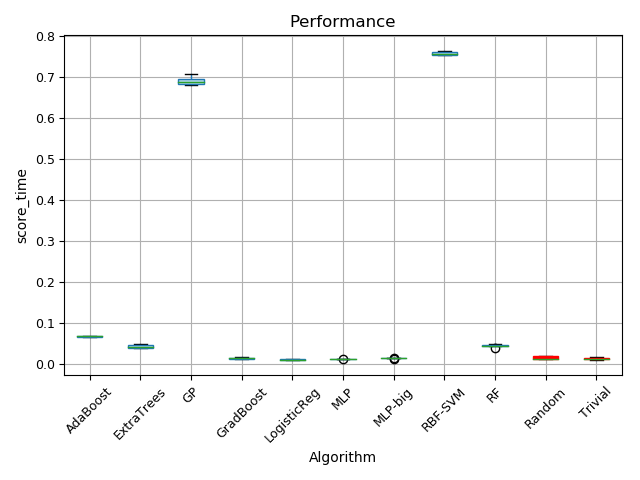 Performance
0.8
0.7
0.6
0.5
0.4
0.3
0.2
0.1
0.0
score_time
AdaBoost
ExtraTrees
GP
GradBoost
LogisticReg
MLP
MLP-big
RBF-SVM
RF
Random
Trivial
Algorithm